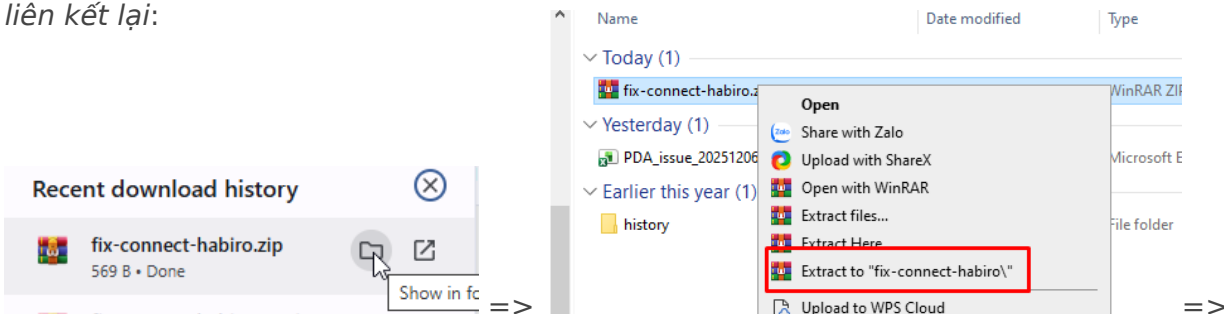 liên kết lại:
Recent download history
fix-connect-habiro.zip
569 B • Done
Show in fo
=>
Name Date modified Type
Today (1)
fix-connect-habiro.z WinRAR ZIP
Yesterday (1)
PDA_issue_20251206 Microsoft E
Earlier this year (1)
history File folder
Open
Zalo Share with Zalo
Upload with ShareX
Open with WinRAR
Extract files...
Extract Here
Extract to "fix-connect-habiro\"
Upload to WPS Cloud
=>